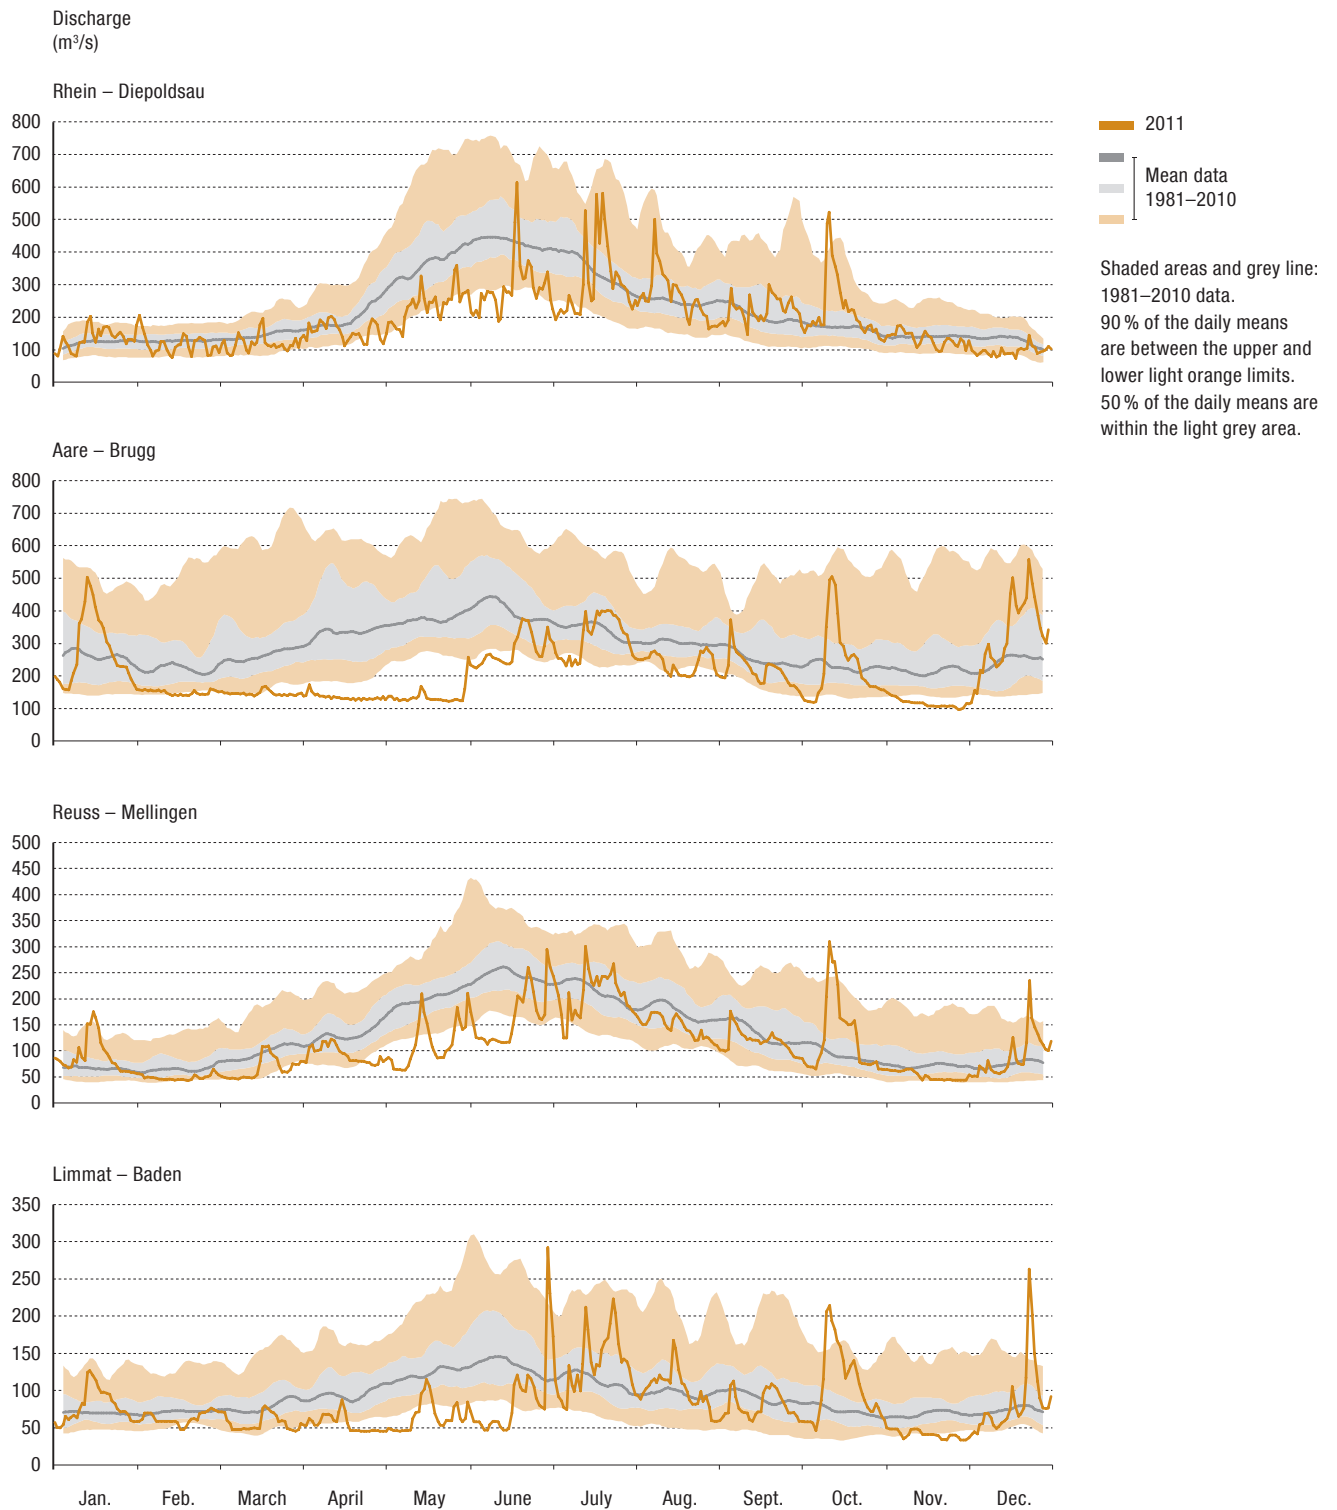 Discharge
(m³/s)
Rhein – Diepoldsau
800
700
600
500
400
300
200
100
0
2011
Mean data
1981–2010
Shaded areas and grey line:
1981–2010 data.
90 % of the daily means
are between the upper and
lower light orange limits.
50 % of the daily means are
within the light grey area.
Aare – Brugg
800
700
600
500
400
300
200
100
0
Reuss – Mellingen
500
450
400
350
300
250
200
150
100
50
0
Limmat – Baden
350
300
250
200
150
100
50
0
Jan. Feb. March April May June July Aug. Sept. Oct. Nov. Dec.